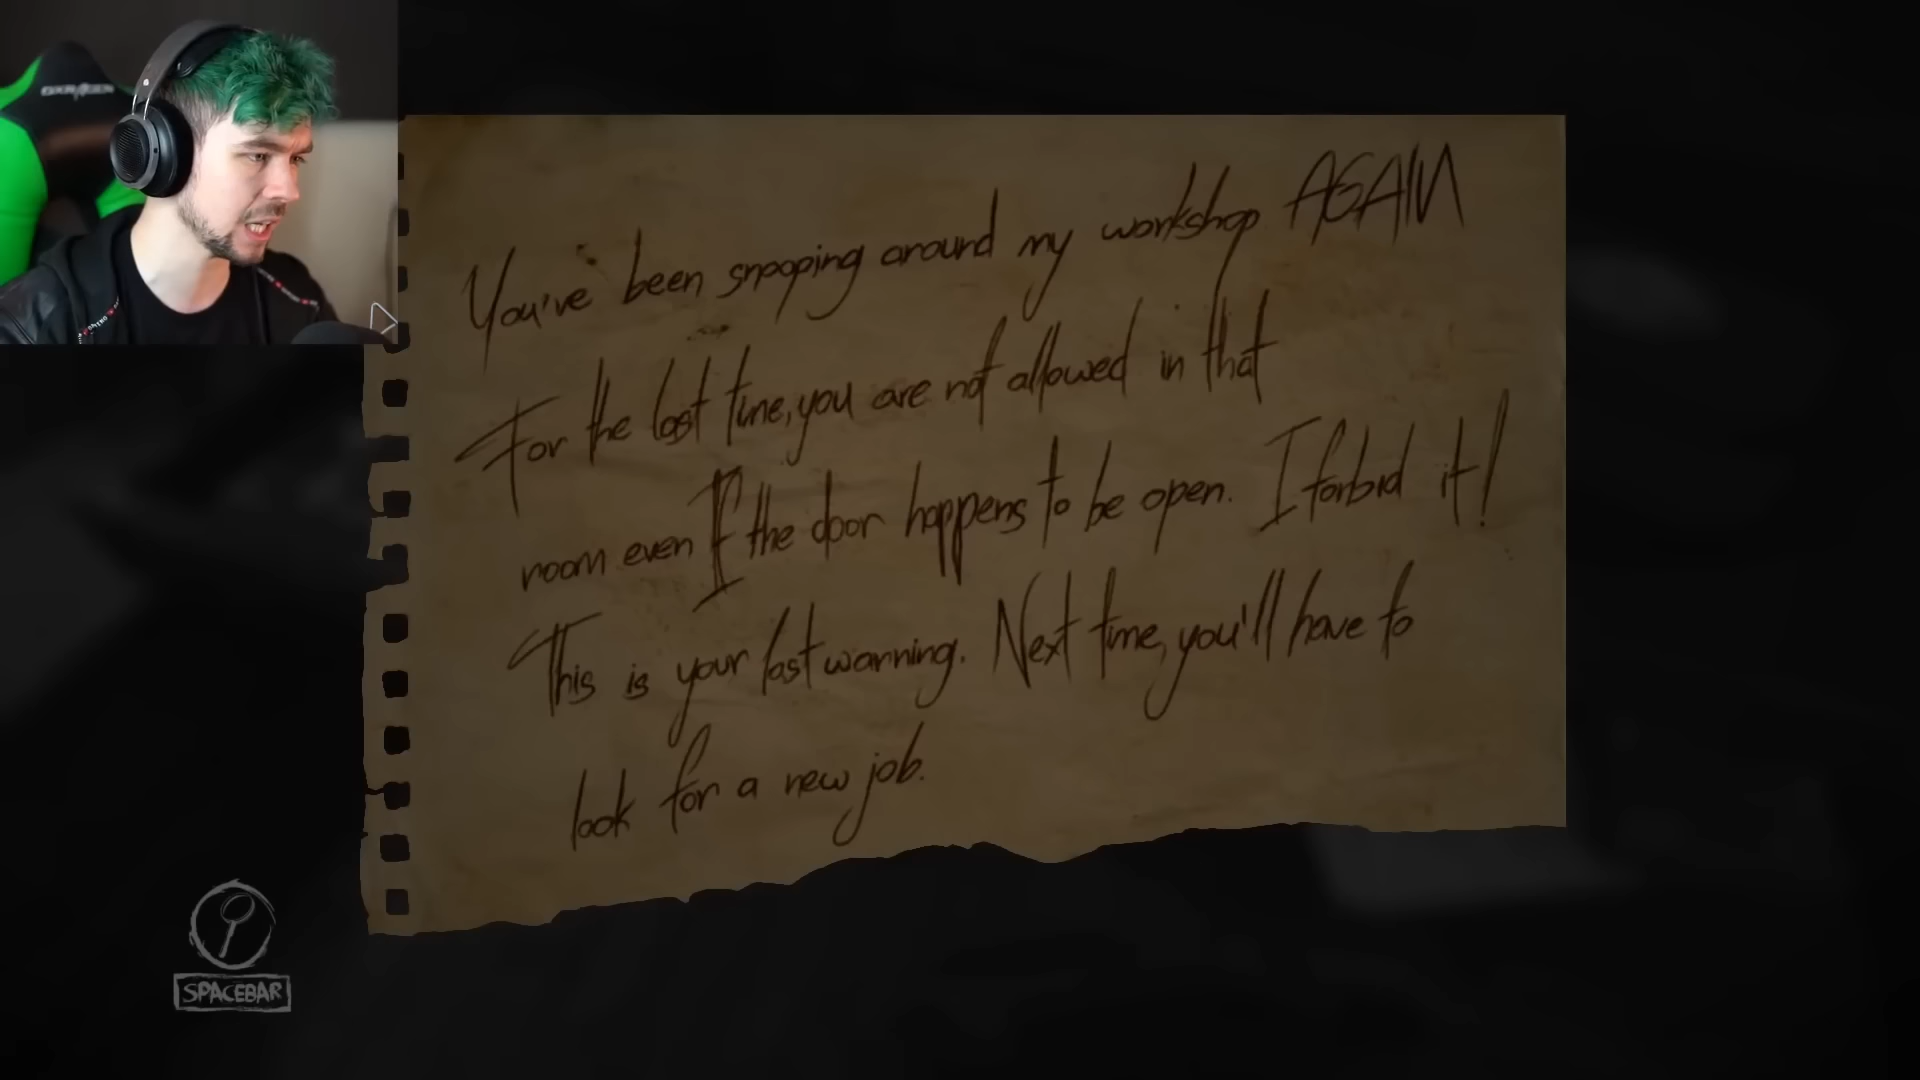 You've been snooping around my workshop AGAIN
For the last time, you are not allowed in that
room even If the door happens to be open. I forbid it!
This is your last warning. Next time, you'll have to
look for a new job.
SPACEBAR